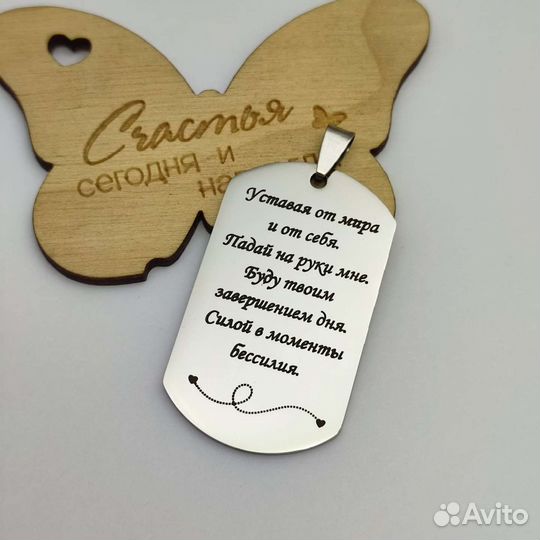 Счастья
сегодня и
на
Уставая от мира
и от себя.
Падай на руки мне.
Буду твоим
завершением дня.
Силой в моменты
бессилия.
Avito